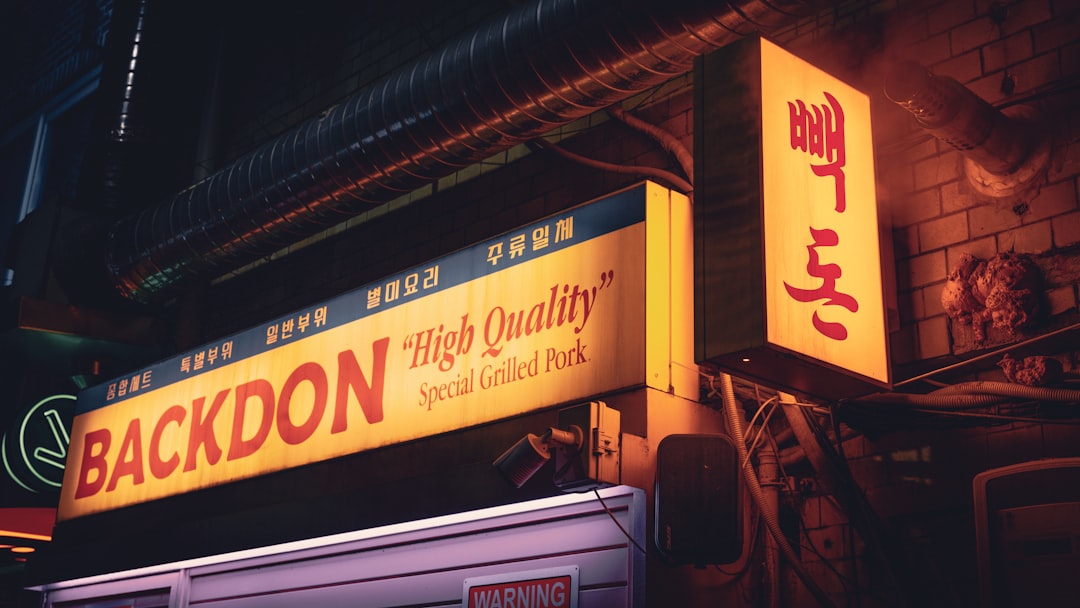 종합세트 특별부위 일반부위 별미요리 주류일체
BACKDON
“High Quality”
Special Grilled Pork.
빽돈
WARNING